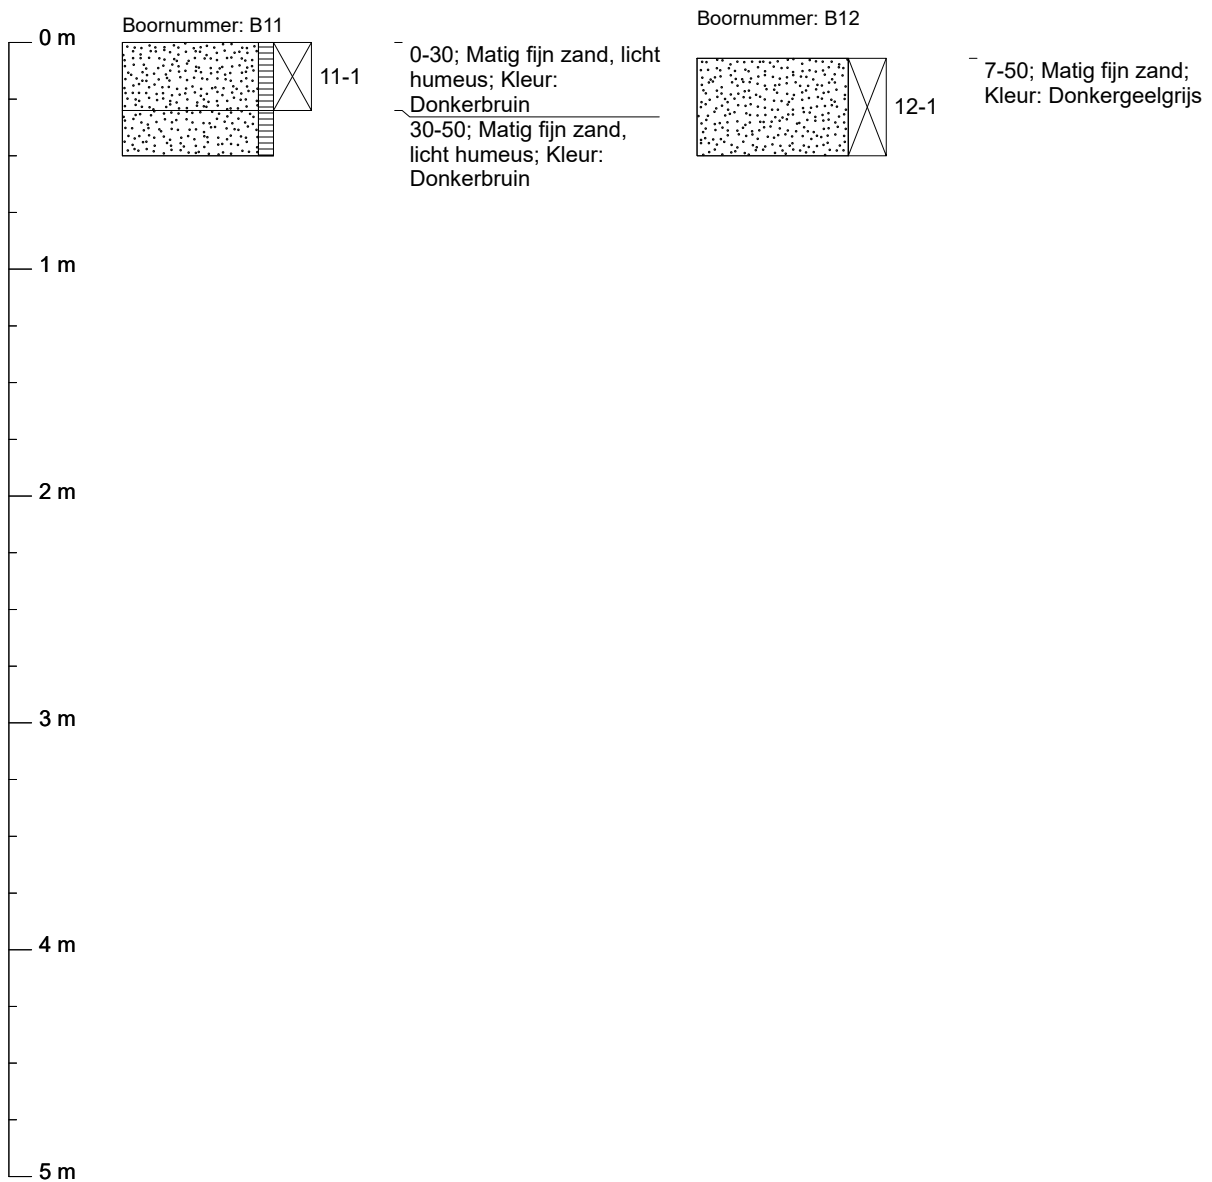 Boornummer: B11
0 m
11-1
0-30; Matig fijn zand, licht
humeus; Kleur:
Donkerbruin
30-50; Matig fijn zand,
licht humeus; Kleur:
Donkerbruin
Boornummer: B12
12-1
7-50; Matig fijn zand;
Kleur: Donkergeelgrijs
1 m
2 m
3 m
4 m
5 m